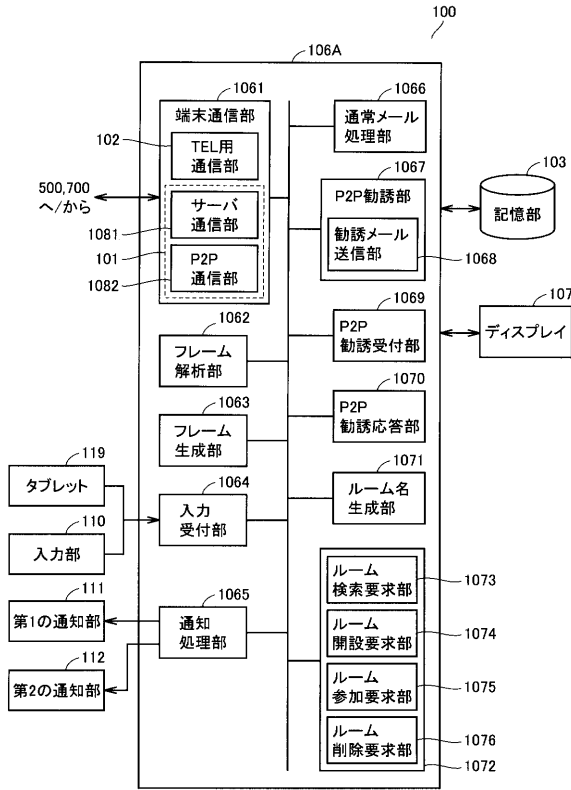 100
106A
1061
端末通信部
102
TEL用
通信部
500,700
へ/から
サーバ
通信部
1081
101
P2P
通信部
1082
1062
フレーム
解析部
1063
フレーム
生成部
119
タブレット
1064
入力
受付部
110
入力部
111
第1の通知部
1065
通知
処理部
112
第2の通知部
1066
通常メール
処理部
1067
P2P勧誘部
勧誘メール
送信部
1068
103
記憶部
1069
P2P
勧誘受付部
107
ディスプレイ
1070
P2P
勧誘応答部
1071
ルーム名
生成部
ルーム
検索要求部
1073
ルーム
開設要求部
1074
ルーム
参加要求部
1075
ルーム
削除要求部
1076
1072